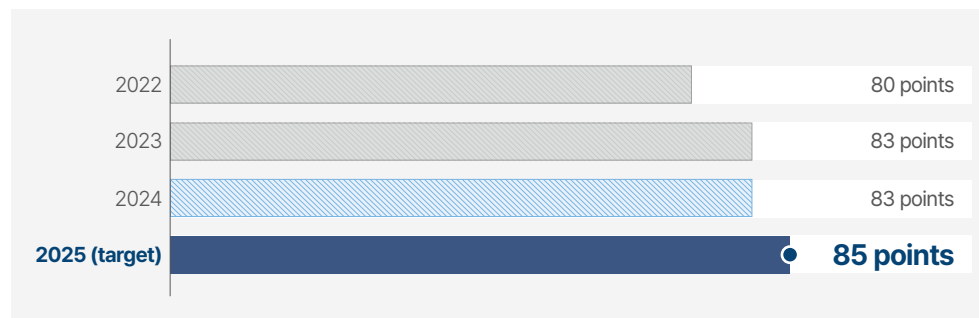 2022 80 points
2023 83 points
2024 83 points
2025 (target) 85 points